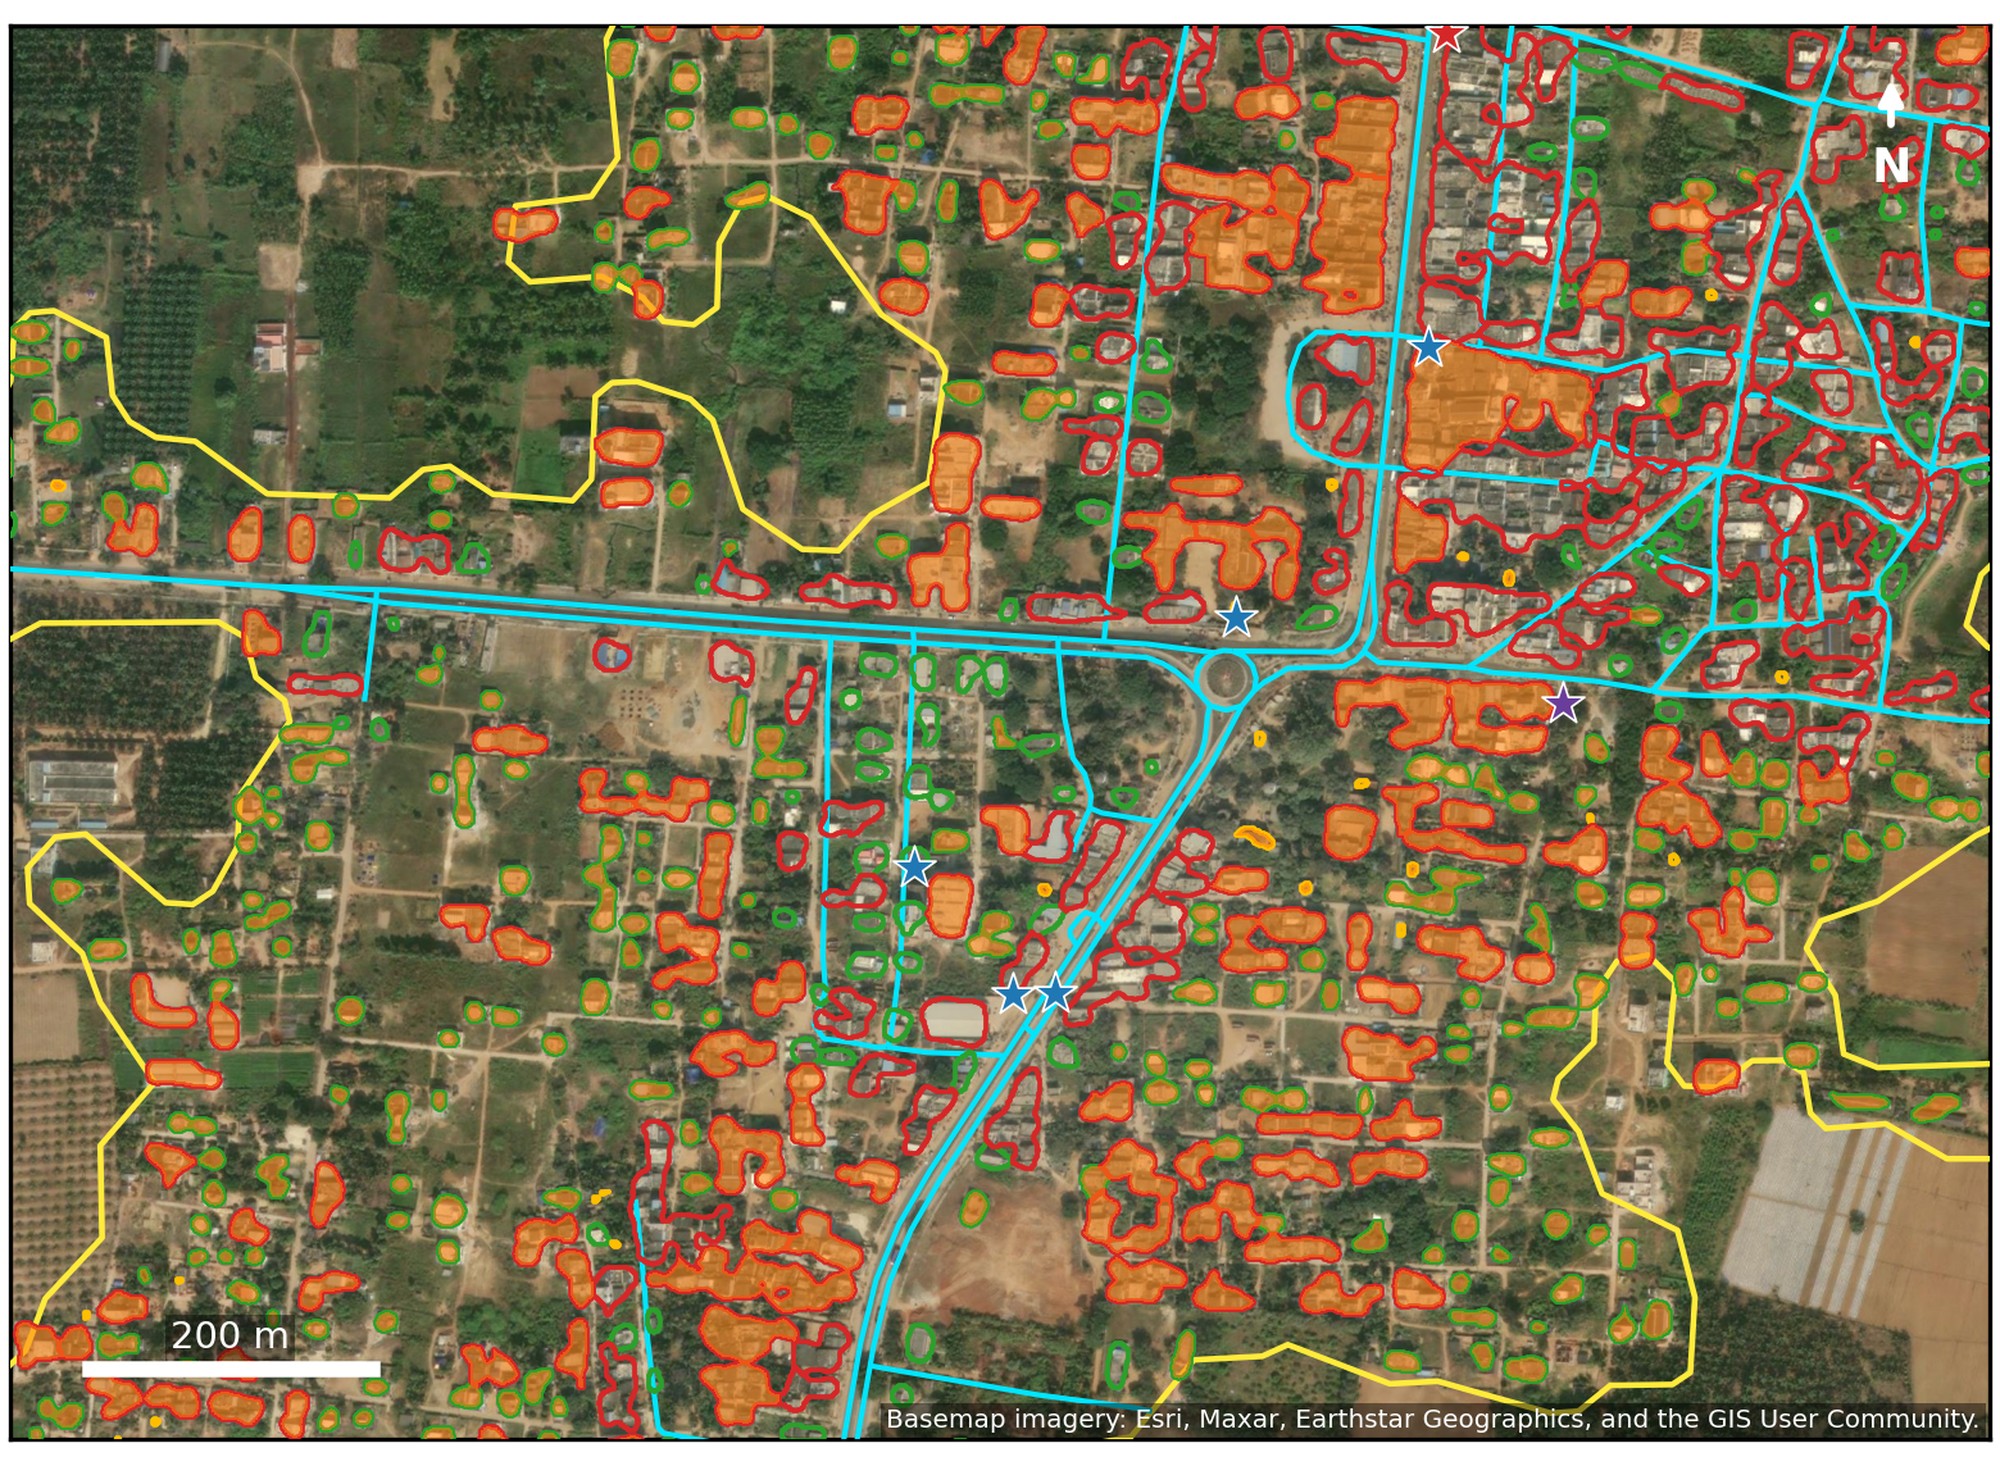 N
200 m
Basemap imagery: Esri, Maxar, Earthstar Geographics, and the GIS User Community.